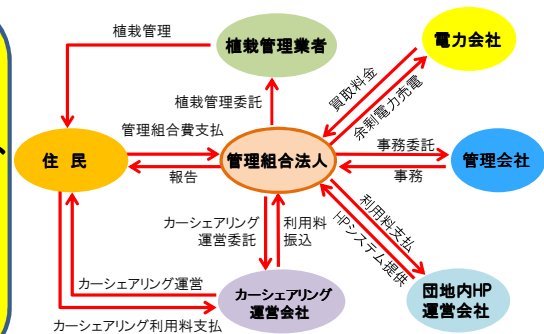 植栽管理
植栽管理業者
電力会社
買取料金
余剰電力売電
植栽管理委託
管理組合費支払
住 民
管理組合法人
事務委託
管理会社
報告
事務
カーシェアリング
運営委託
利用料
振込
利用料支払
HPシステム提供
カーシェアリング運営
カーシェアリング
運営会社
団地内HP
運営会社
カーシェアリング利用料支払